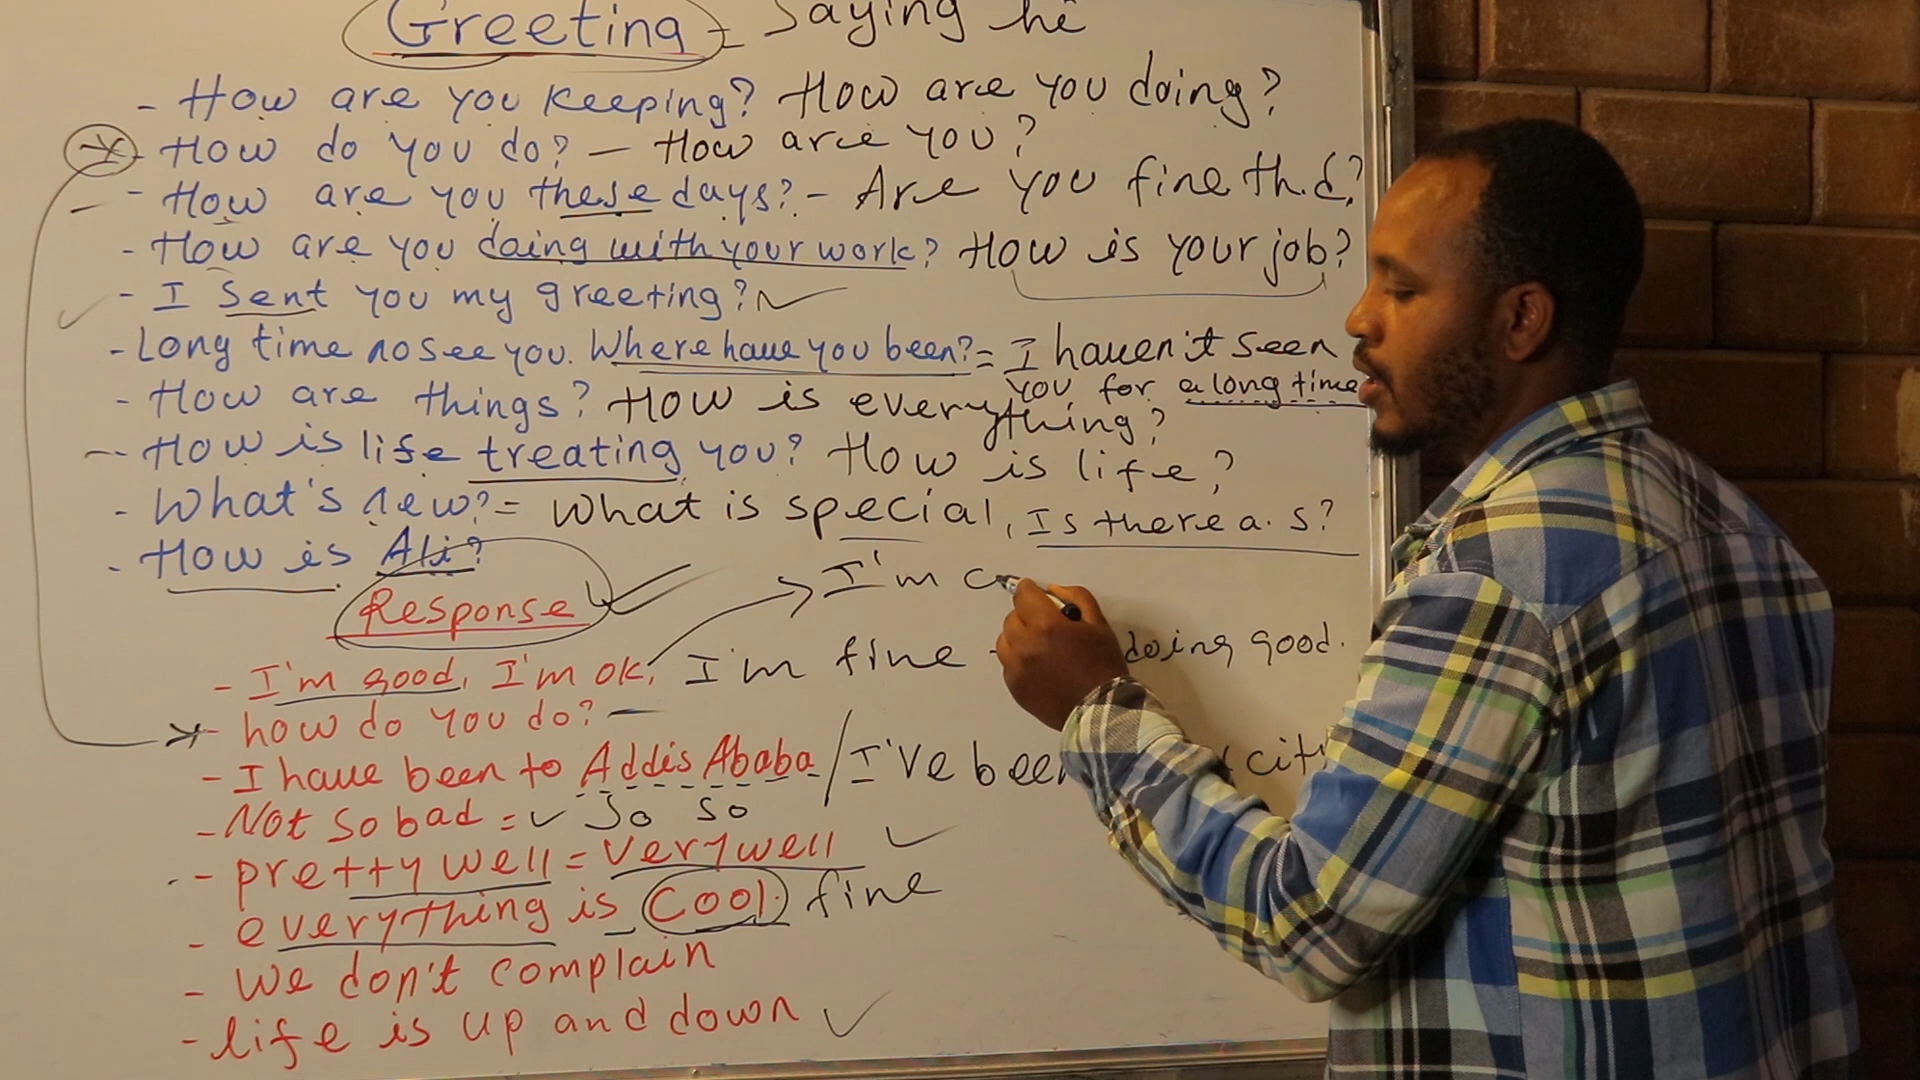 Greeting = Saying hi
- How are you keeping? How are you doing?
- How do you do? - How are you?
- How are you these days? - Are you fine th.d?
- How are you doing with your work? How is your job?
- I sent you my greeting?
- Long time no see you. Where have you been? = I haven't seen
you for a long time
- How are things? How is everything?
- How is life treating you? How is life?
- What's new? = What is special, Is there a. s?
- How is Ali?
Response
I'm c
- I'm good, I'm ok, I'm fine - doing good.
- how do you do? -
- I have been to Addis Ababa / I've been cit
- Not so bad = So so
- pretty well = very well
- everything is cool. fine
- we don't complain
- life is up and down